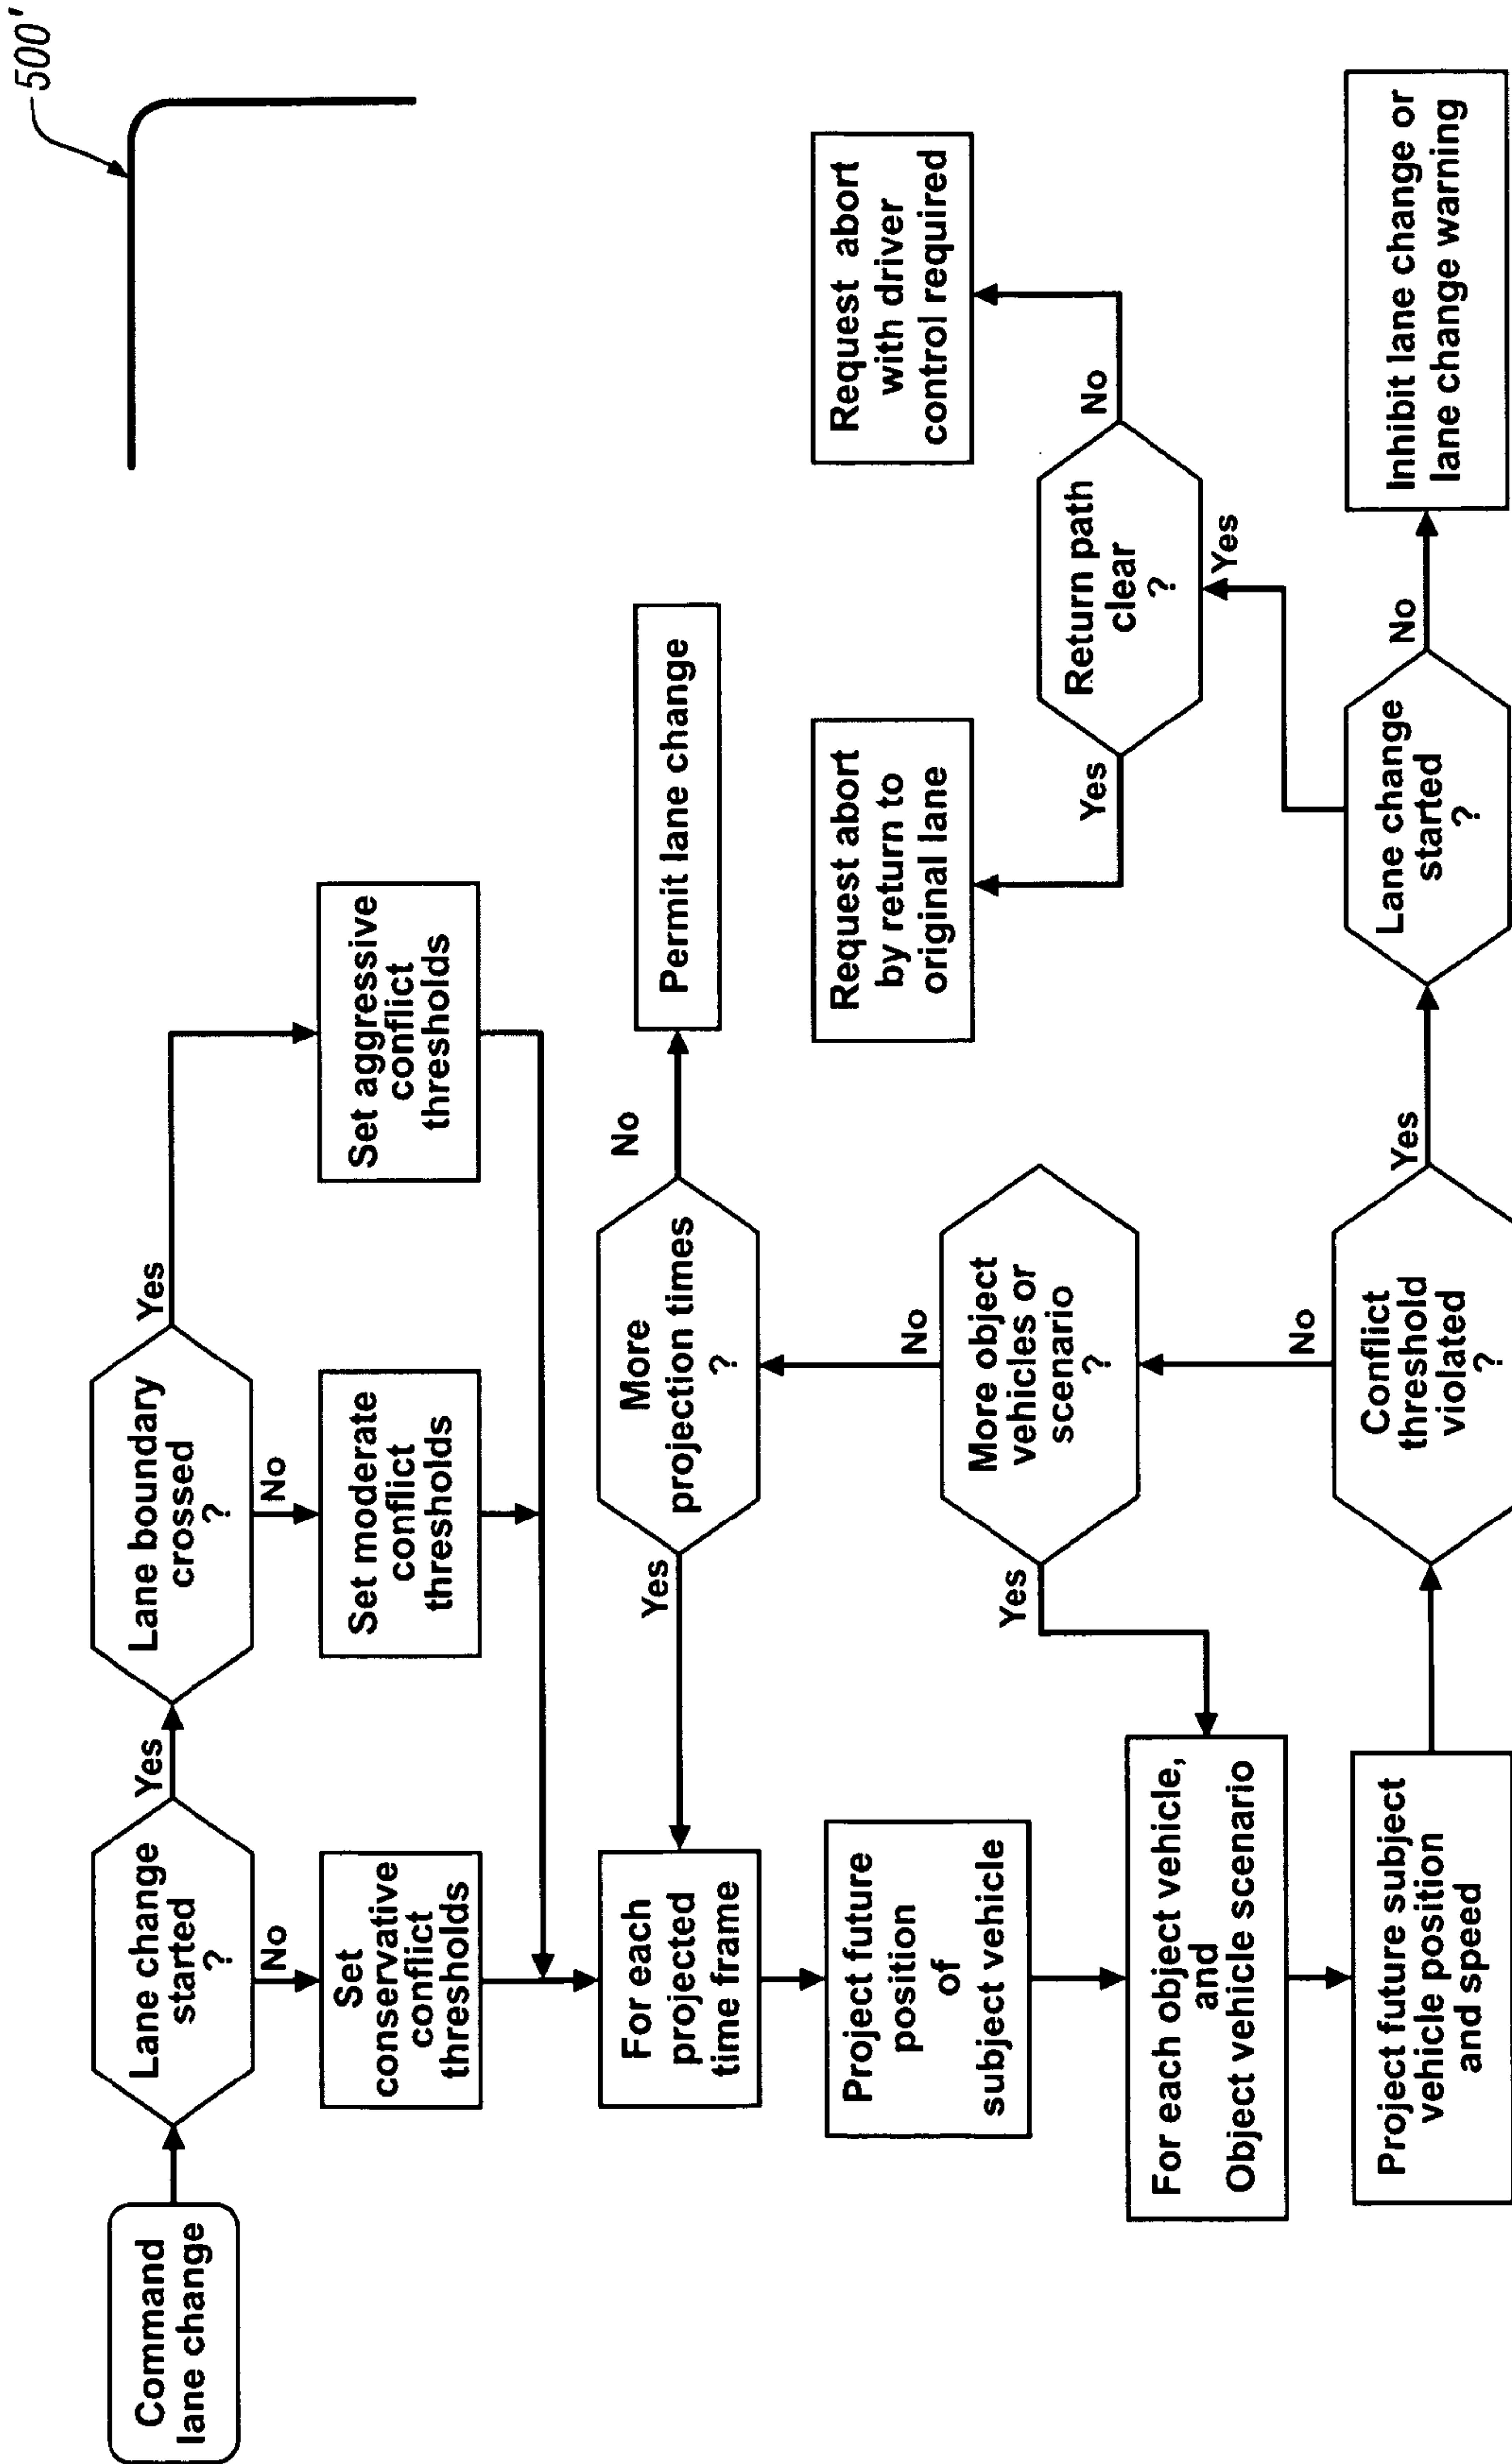 500'
Command
lane change
Lane change
started
?
Yes
No
Lane boundary
crossed
?
Yes
No
Set
conservative
conflict
thresholds
Set moderate
conflict
thresholds
Set aggressive
conflict
thresholds
For each
projected
time frame
Yes
More
projection times
?
No
Permit lane change
Project future
position
of
subject vehicle
Yes
More object
vehicles or
scenario
?
No
Request abort
by return to
original lane
Request abort
with driver
control required
Yes
Return path
clear
?
No
Yes
For each object vehicle,
and
Object vehicle scenario
No
Project future subject
vehicle position
and speed
Conflict
threshold
violated
?
Yes
Lane change
started
?
No
Inhibit lane change or
lane change warning